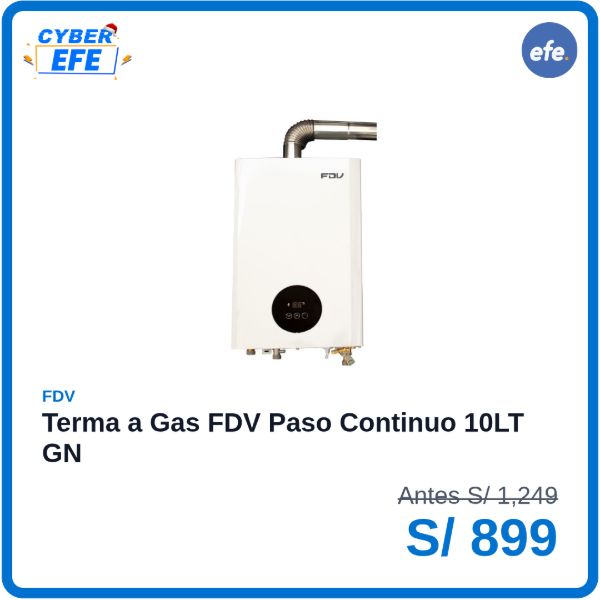 CYBER
EFE
efe.
FDV
FDV
Terma a Gas FDV Paso Continuo 10LT
GN
Antes S/ 1,249
S/ 899